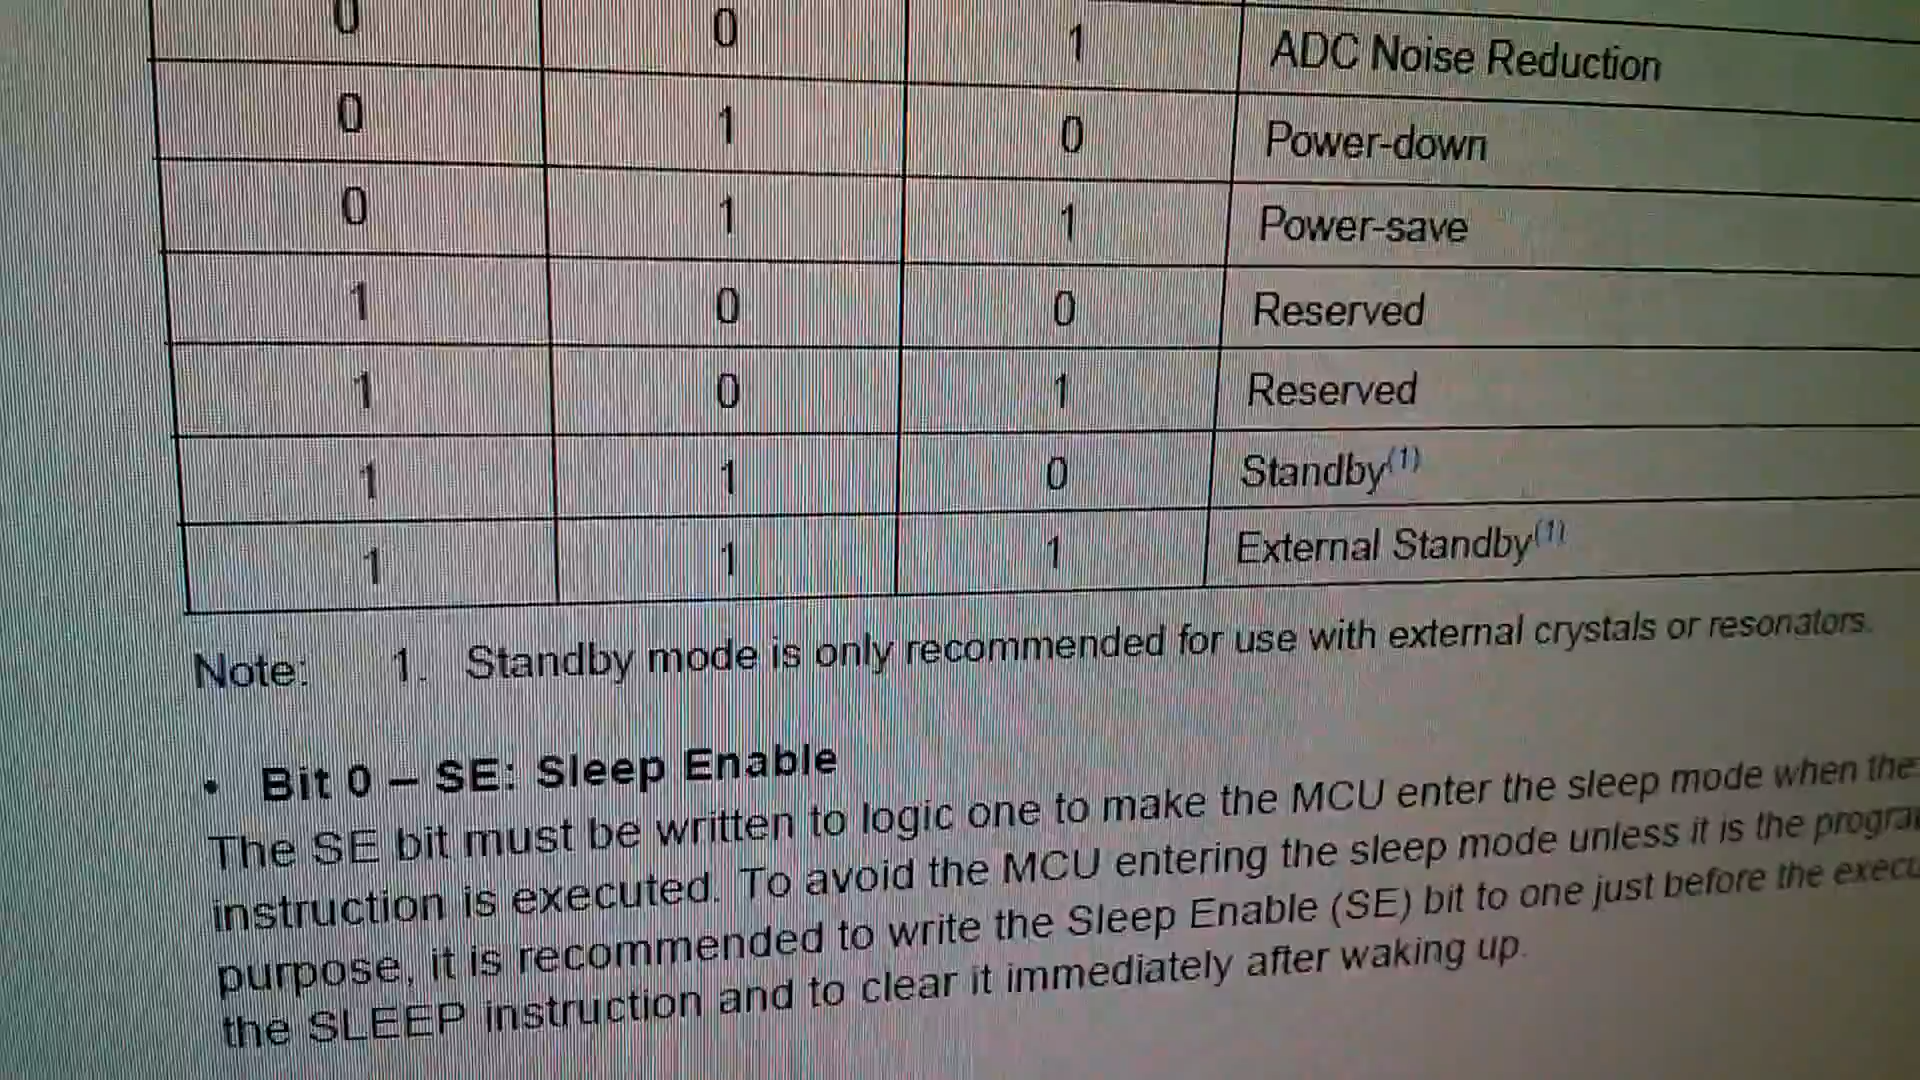 0 0 1 ADC Noise Reduction
0 1 0 Power-down
0 1 1 Power-save
1 0 0 Reserved
1 0 1 Reserved
1 1 0 Standby(1)
1 1 1 External Standby(1)
Note: 1. Standby mode is only recommended for use with external crystals or resonators.
• Bit 0 – SE: Sleep Enable
The SE bit must be written to logic one to make the MCU enter the sleep mode when the
instruction is executed. To avoid the MCU entering the sleep mode unless it is the
purpose, it is recommended to write the Sleep Enable (SE) bit to one just before the
the SLEEP instruction and to clear it immediately after waking up.